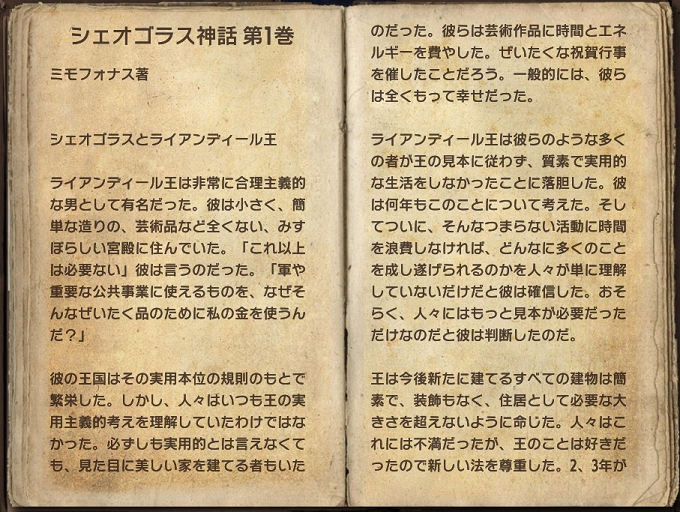 シェオゴラス神話 第1巻
ミモフォナス著
シェオゴラスとライアンディール王
ライアンディール王は非常に合理主義的
な男として有名だった。彼は小さく、簡
単な造りの、芸術品など全くない、みす
ぼらしい宮殿に住んでいた。「これ以上
は必要ない」彼は言うのだった。「軍や
重要な公共事業に使えるものを、なぜそ
んなぜいたく品のために私の金を使うん
だ?」
彼の王国はその実用本位の規則のもとで
繁栄した。しかし、人々はいつも王の実
用主義的考えを理解していたわけではな
かった。必ずしも実用的とは言えなくて
も、見た目に美しい家を建てる者もいた
のだった。彼らは芸術作品に時間とエネ
ルギーを費やした。ぜいたくな祝賀行事
を催したことだろう。一般的には、彼ら
は全くもって幸せだった。
ライアンディール王は彼らのような多く
の者が王の見本に従わず、質素で実用的
な生活をしなかったことに落胆した。彼
は何年もこのことについて考えた。そし
てついに、そんなつまらない活動に時間
を浪費しなければ、どんなに多くのこと
を成し遂げられるのかを人々が単に理解
していないだけだと彼は確信した。おそ
らく、人々にはもっと見本が必要だった
だけなのだと彼は判断したのだ。
王は今後新たに建てるすべての建物は簡
素で、装飾もなく、住居として必要な大
きさを超えないように命じた。人々はこ
れには不満だったが、王のことは好きだ
ったので新しい法を尊重した。2、3年が